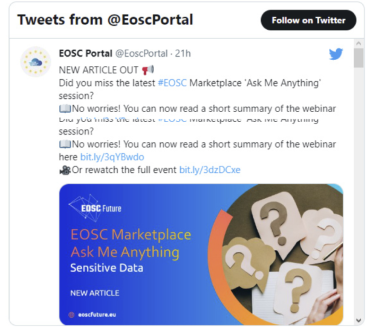 Tweets from @EoscPortal
Follow on Twitter
EOSC Portal @EoscPortal · 21h
NEW ARTICLE OUT
Did you miss the latest #EOSC Marketplace 'Ask Me Anything'
session?
No worries! You can now read a short summary of the webinar
Did you miss the latest #EOSC Marketplace 'Ask Me Anything'
session?
No worries! You can now read a short summary of the webinar
here bit.ly/3qYBwdo
Or rewatch the full event bit.ly/3dzDCxe
EOSC Future
EOSC Marketplace
Ask Me Anything
Sensitive Data
NEW ARTICLE
eoscfuture.eu
? ? ? ?